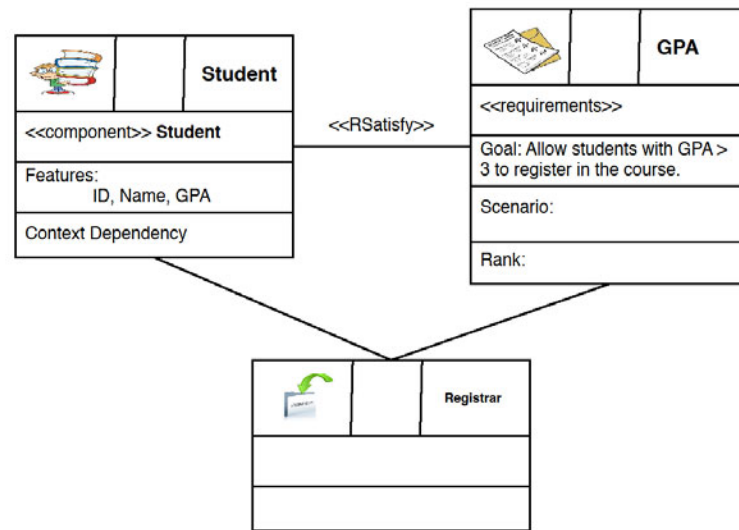 Student
<<component>> Student
Features:
ID, Name, GPA
Context Dependency
<<RSatisfy>>
GPA
<<requirements>>
Goal: Allow students with GPA >
3 to register in the course.
Scenario:
Rank:
Registrar